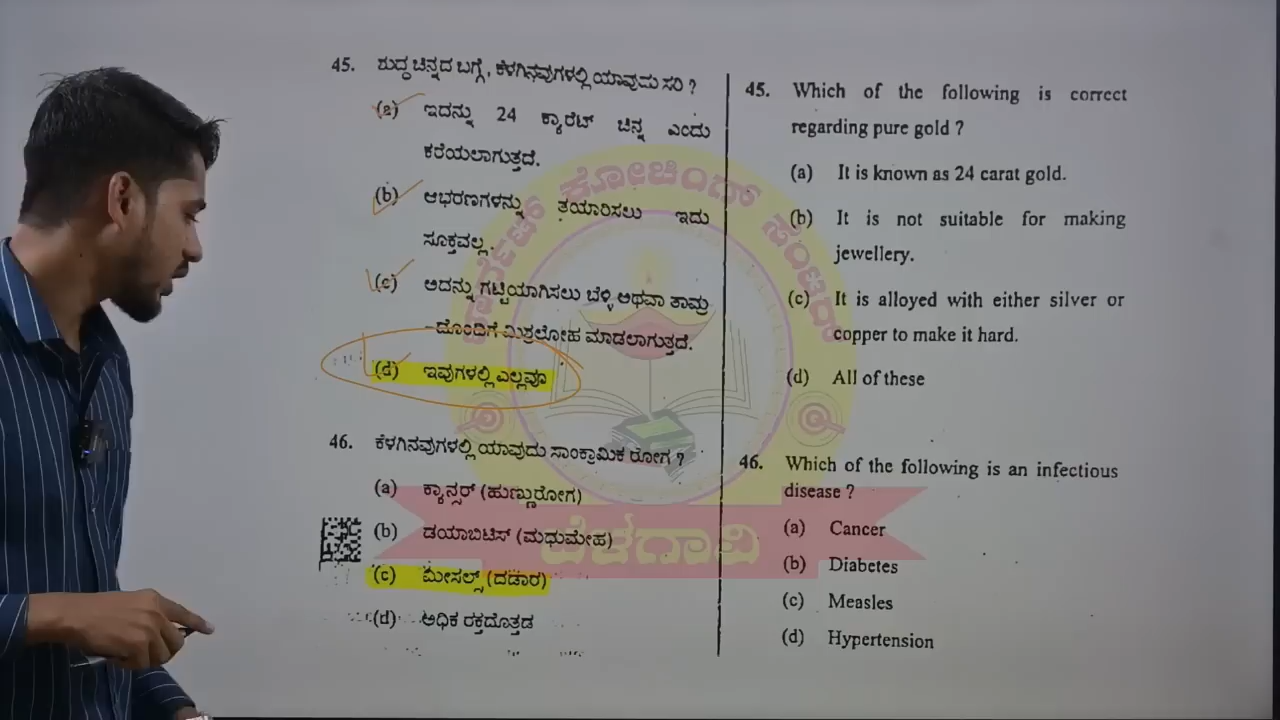 45. ಶುದ್ಧ ಚಿನ್ನದ ಬಗ್ಗೆ, ಕೆಳಗಿನವುಗಳಲ್ಲಿ ಯಾವುದು ಸರಿ ?
(a) ಇದನ್ನು 24 ಕ್ಯಾರೆಟ್ ಚಿನ್ನ ಎಂದು
ಕರೆಯಲಾಗುತ್ತದೆ.
(b) ಆಭರಣಗಳನ್ನು ತಯಾರಿಸಲು ಇದು
ಸೂಕ್ತವಲ್ಲ.
(c) ಅದನ್ನು ಗಟ್ಟಿಯಾಗಿಸಲು ಬೆಳ್ಳಿ ಅಥವಾ ತಾಮ್ರ
ದೊಂದಿಗೆ ಮಿಶ್ರಲೋಹ ಮಾಡಲಾಗುತ್ತದೆ.
(d) ಇವುಗಳಲ್ಲಿ ಎಲ್ಲವೂ
46. ಕೆಳಗಿನವುಗಳಲ್ಲಿ ಯಾವುದು ಸಾಂಕ್ರಾಮಿಕ ರೋಗ ?
(a) ಕ್ಯಾನ್ಸರ್ (ಹುಣ್ಣುರೋಗ)
(b) ಡಯಾಬಿಟಿಸ್ (ಮಧುಮೇಹ)
(c) ಮೀಸಲ್ಸ್ (ದಡಾರ)
(d) ಅಧಿಕ ರಕ್ತದೊತ್ತಡ
45. Which of the following is correct
regarding pure gold ?
(a) It is known as 24 carat gold.
(b) It is not suitable for making
jewellery.
(c) It is alloyed with either silver or
copper to make it hard.
(d) All of these
46. Which of the following is an infectious
disease ?
(a) Cancer
(b) Diabetes
(c) Measles
(d) Hypertension
ಕೋಚಿಂಗ್ ಸೆಂಟರ್
ಬೆಳಗಾವಿ